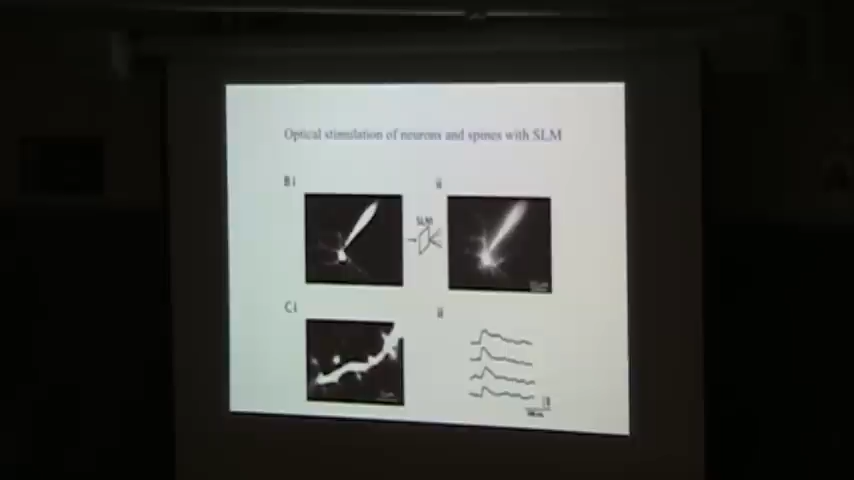 Optical stimulation of neurons and spines with SLM
B i
ii
SLM
C i
ii